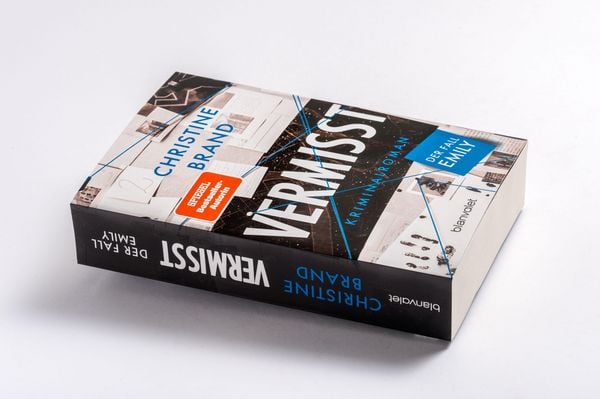 CHRISTINE
BRAND
SPIEGEL
Bestseller-
Autorin
VERMISST
KRIMINALROMAN
DER FALL
EMILY
blanvalet
DER FALL
EMILY
VERMISST
CHRISTINE
BRAND
blanvalet